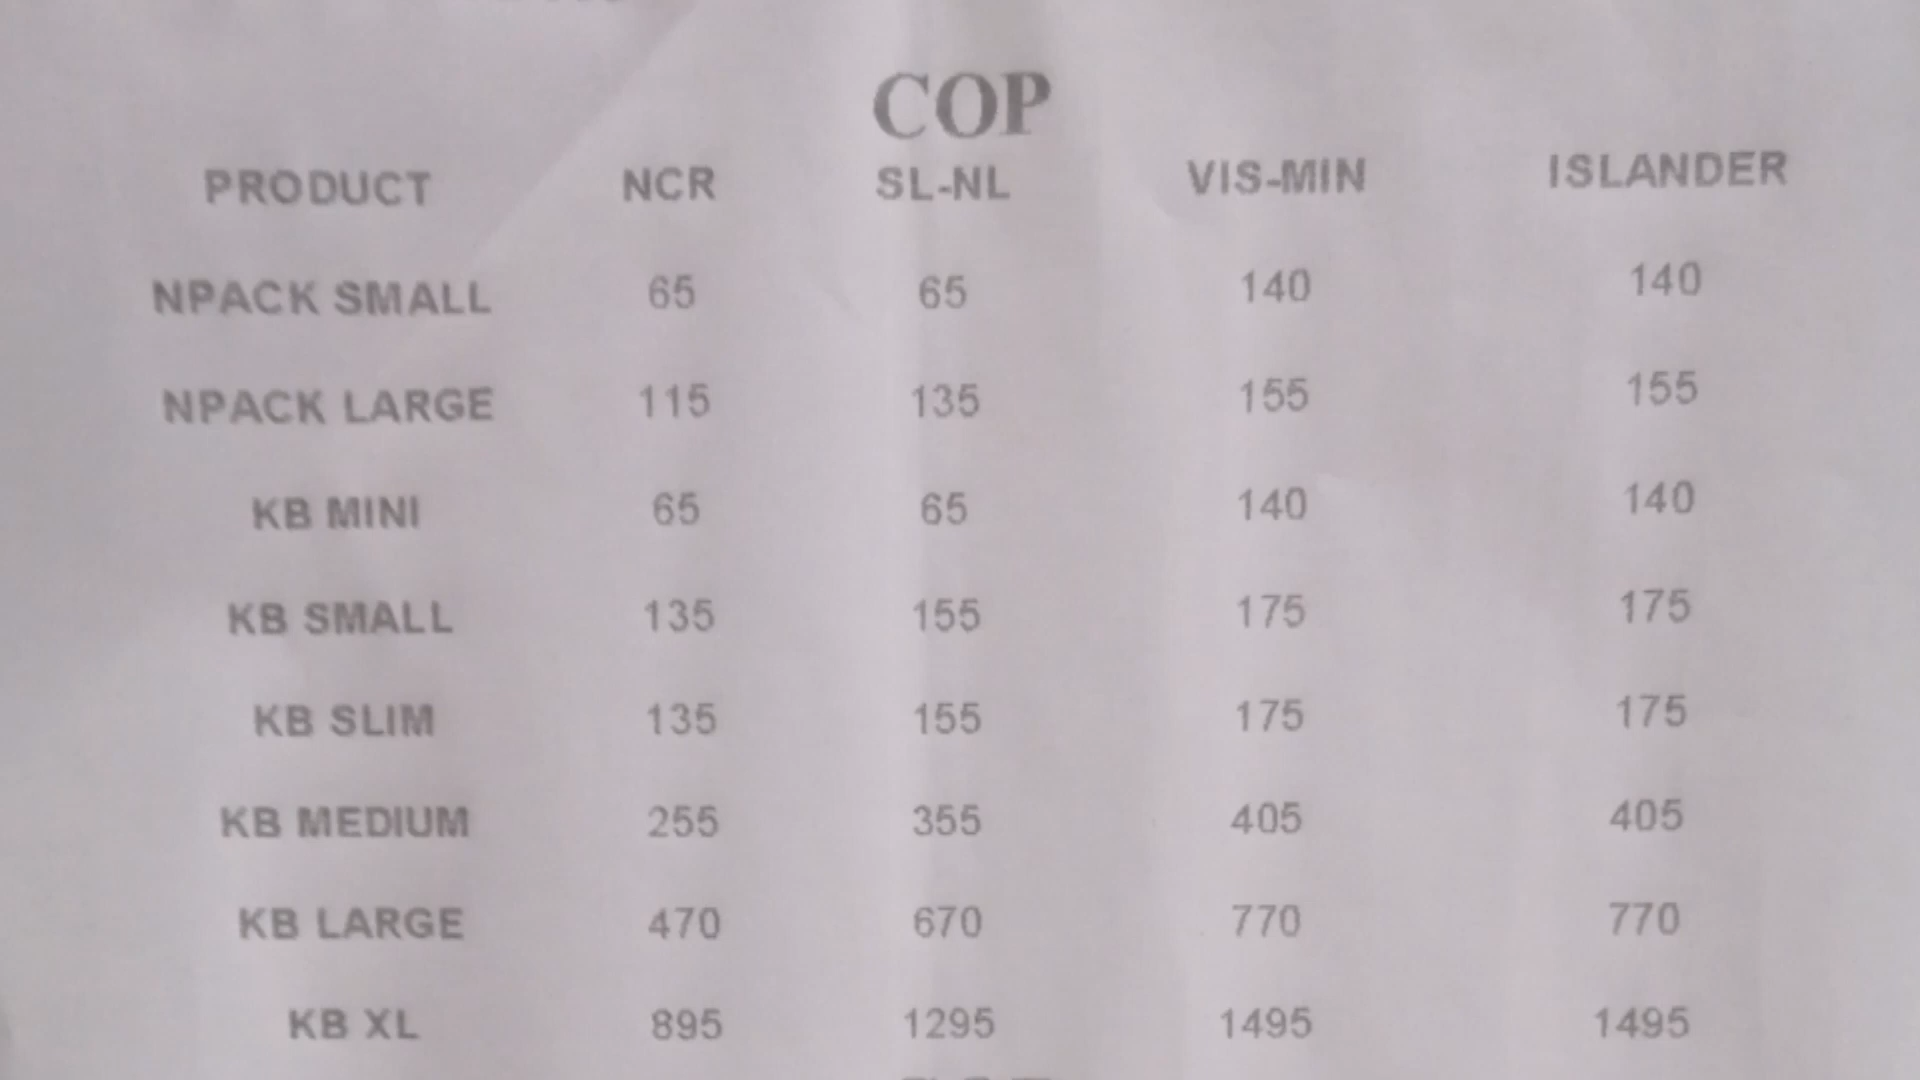 COP
PRODUCT NCR SL-NL VIS-MIN ISLANDER
NPACK SMALL 65 65 140 140
NPACK LARGE 115 135 155 155
KB MINI 65 65 140 140
KB SMALL 135 155 175 175
KB SLIM 135 155 175 175
KB MEDIUM 255 355 405 405
KB LARGE 470 670 770 770
KB XL 895 1295 1495 1495